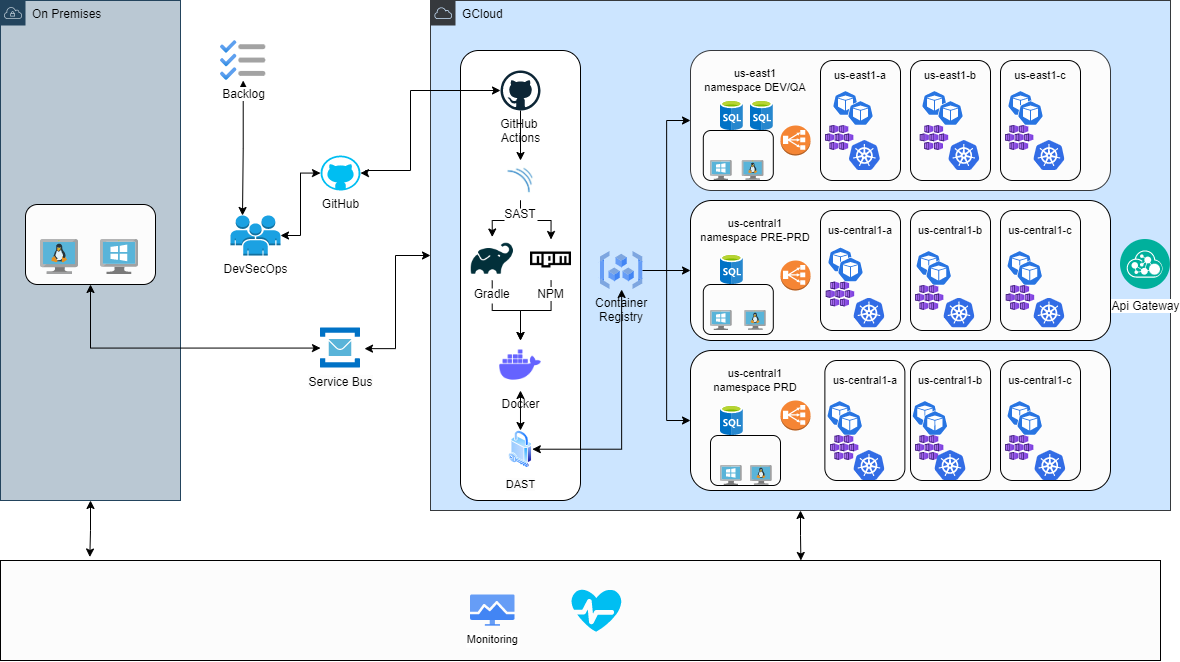 On Premises
GCloud
Backlog
GitHub
DevSecOps
Service Bus
GitHub
Actions
SAST
Gradle
NPM
npm
Docker
DAST
Container
Registry
us-east1
namespace DEV/QA
SQL
SQL
us-east1-a
us-east1-b
us-east1-c
us-central1
namespace PRE-PRD
SQL
us-central1-a
us-central1-b
us-central1-c
us-central1
namespace PRD
SQL
us-central1-a
us-central1-b
us-central1-c
Api Gateway
Monitoring